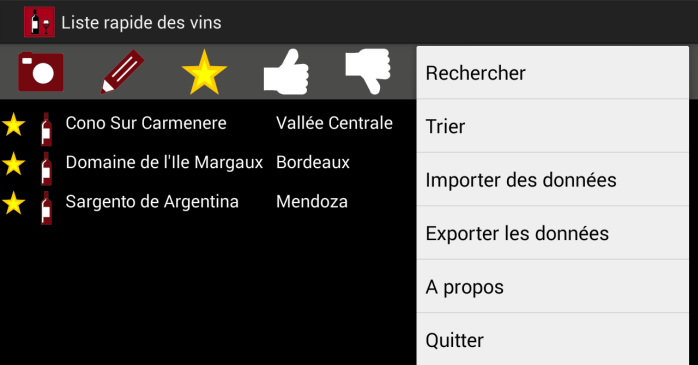 Liste rapide des vins
Cono Sur Carmenere Vallée Centrale
Domaine de l'Ile Margaux Bordeaux
Sargento de Argentina Mendoza
Rechercher
Trier
Importer des données
Exporter les données
A propos
Quitter